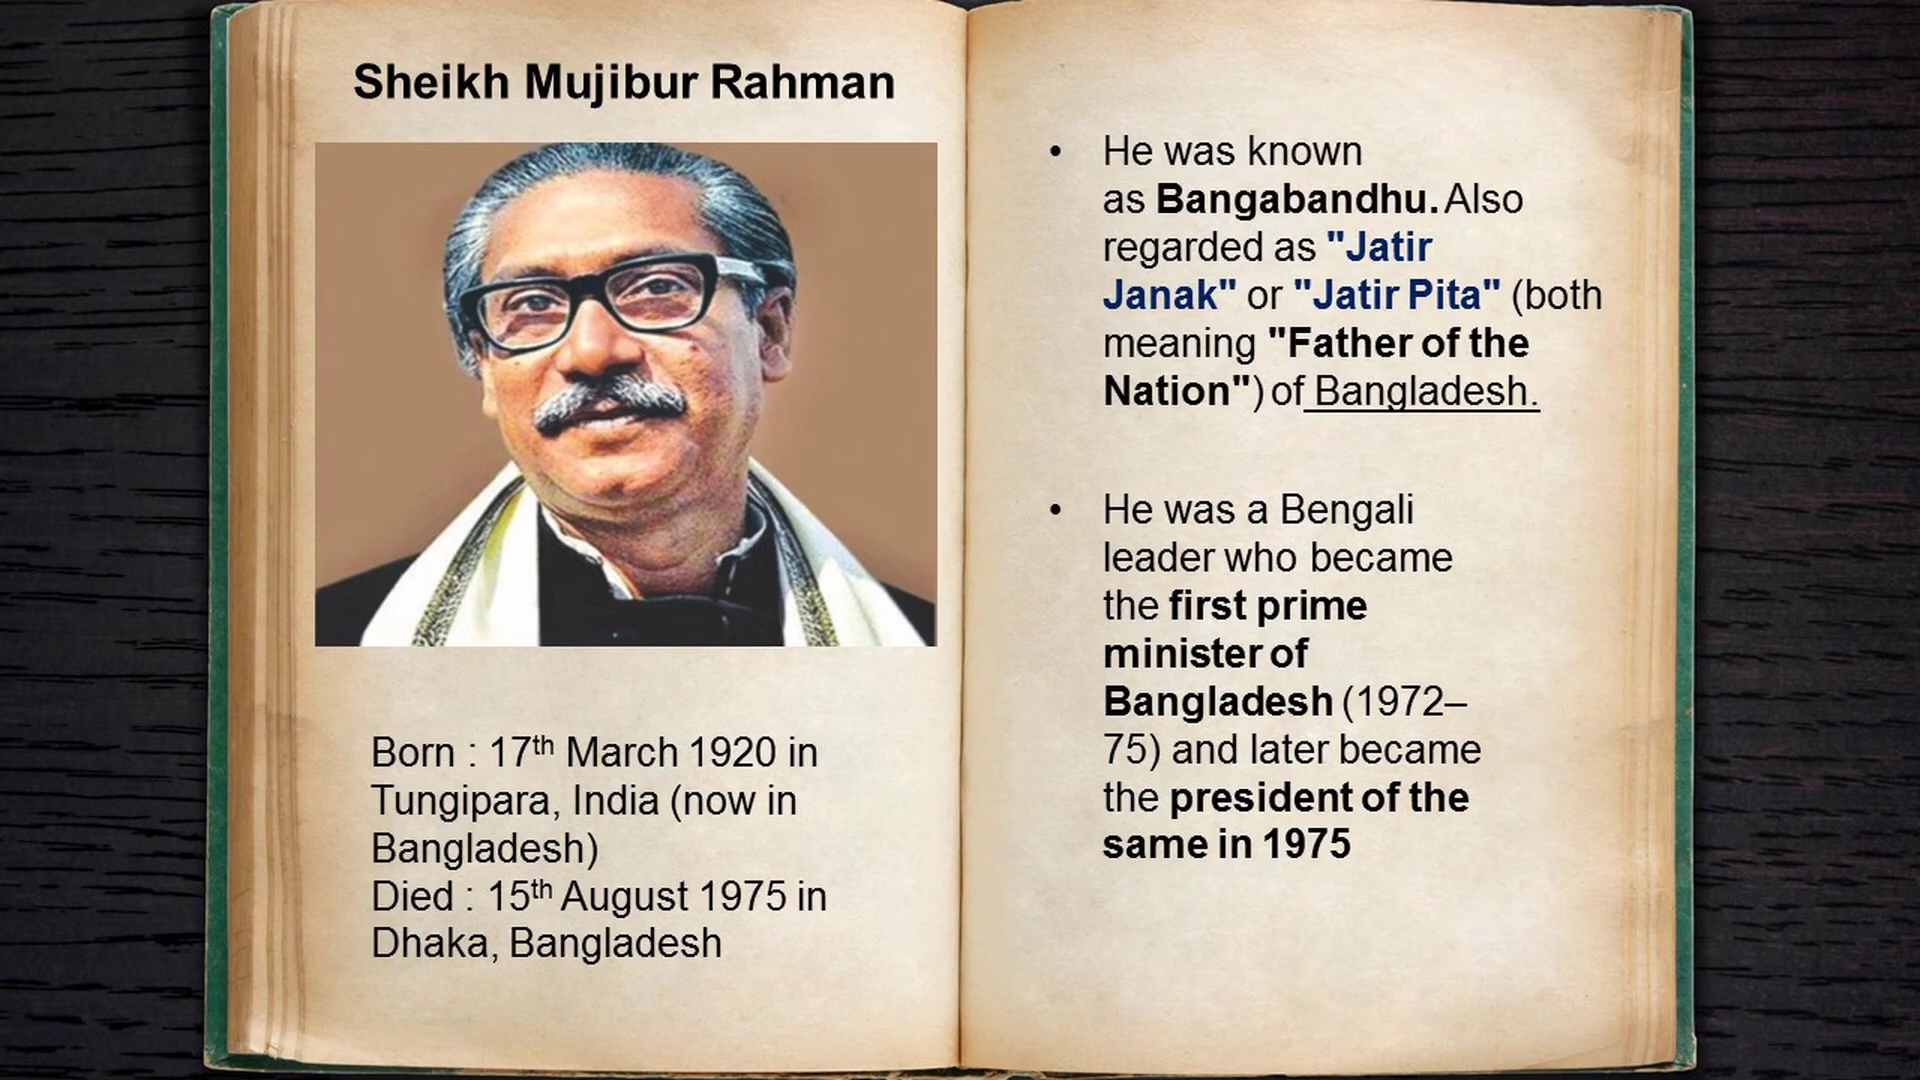 Sheikh Mujibur Rahman
Born : 17th March 1920 in
Tungipara, India (now in
Bangladesh)
Died : 15th August 1975 in
Dhaka, Bangladesh
• He was known
as Bangabandhu. Also
regarded as "Jatir
Janak" or "Jatir Pita" (both
meaning "Father of the
Nation") of Bangladesh.
• He was a Bengali
leader who became
the first prime
minister of
Bangladesh (1972–
75) and later became
the president of the
same in 1975